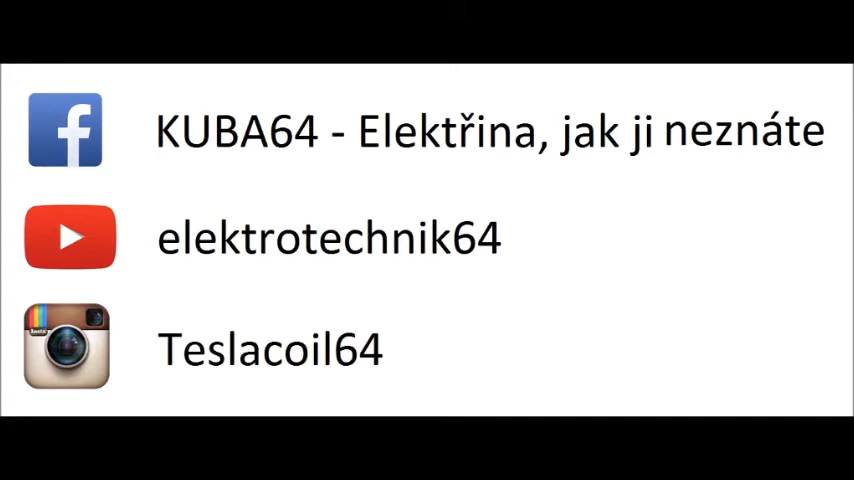 KUBA64 - Elektřina, jak ji neznáte
elektrotechnik64
Teslacoil64